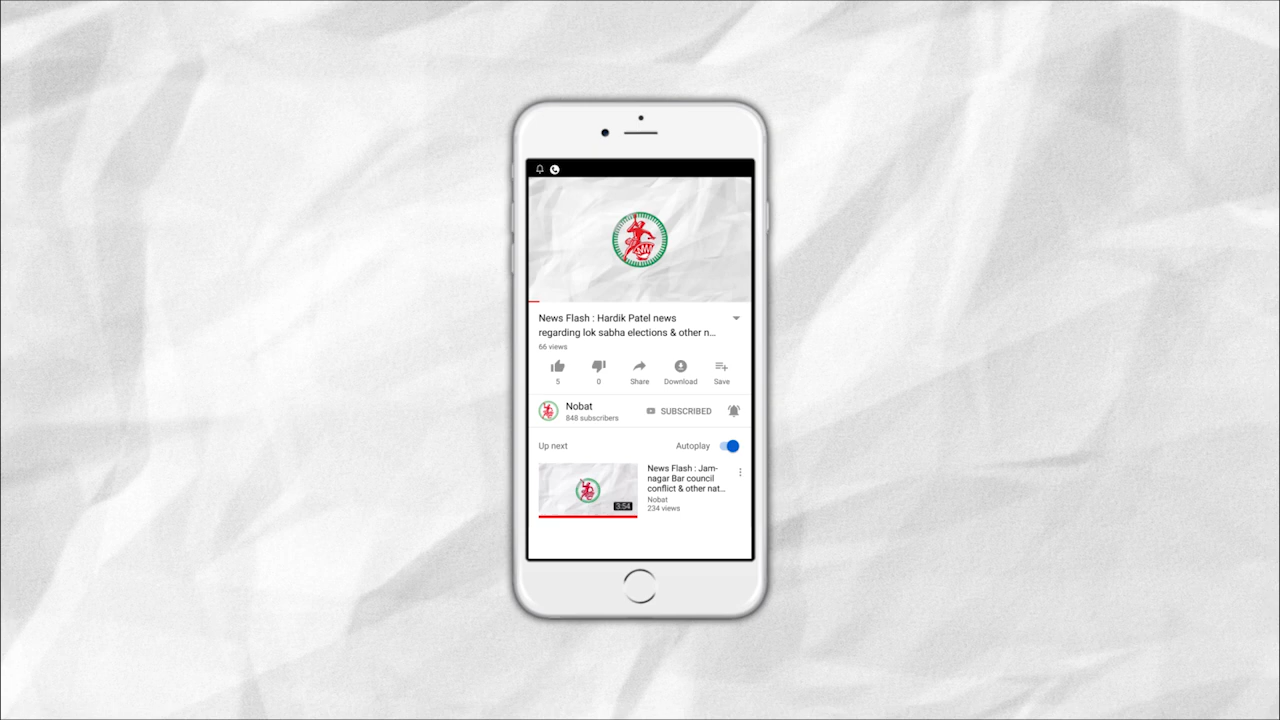 News Flash : Hardik Patel news
regarding lok sabha elections & other n...
66 views
5
0
Share
Download
Save
Nobat
848 subscribers
SUBSCRIBED
Up next
Autoplay
3:54
News Flash : Jam-
nagar Bar council
conflict & other nat...
Nobat
234 views